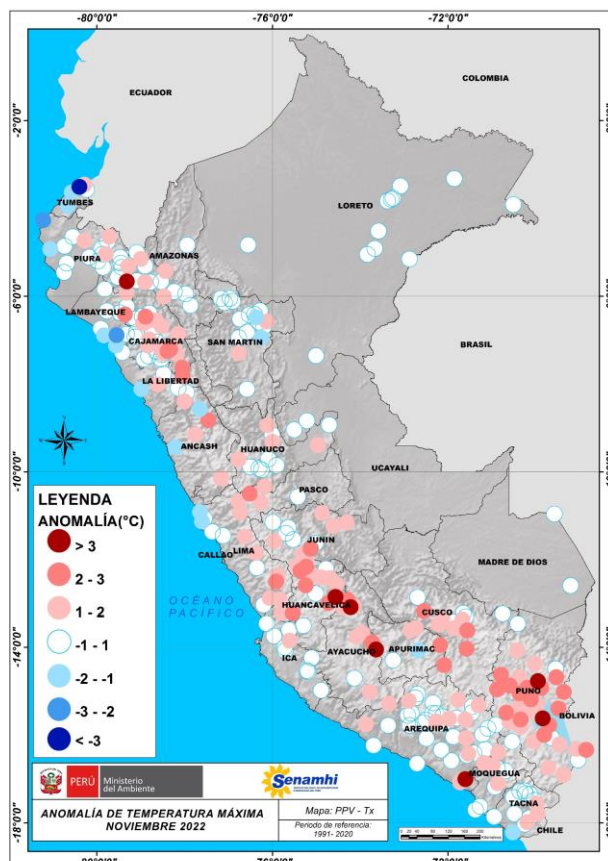 -80°0'0" -76°0'0" -72°0'0"
COLOMBIA
ECUADOR
-2°0'0"
TUMBES
LORETO
PIURA
AMAZONAS
-6°0'0"
LAMBAYEQUE
BRASIL
CAJAMARCA
SAN MARTIN
LA LIBERTAD
ANCASH
HUANUCO
UCAYALI
-10°0'0"
PASCO
LEYENDA
ANOMALÍA(°C)
> 3
2 - 3
1 - 2
-1 - 1
-2 - -1
-3 - -2
< -3
JUNIN
CALLAO
LIMA
MADRE DE DIOS
OCÉANO
PACÍFICO
HUANCAVELICA
CUSCO
-14°0'0"
ICA
AYACUCHO
APURIMAC
PUNO
BOLIVIA
AREQUIPA
MOQUEGUA
TACNA
CHILE
PERÚ
Ministerio
del Ambiente
Senamhi
ANOMALÍA DE TEMPERATURA MÁXIMA
NOVIEMBRE 2022
Mapa: PPV - Tx
Periodo de referencia:
1991- 2020
-18°0'0"